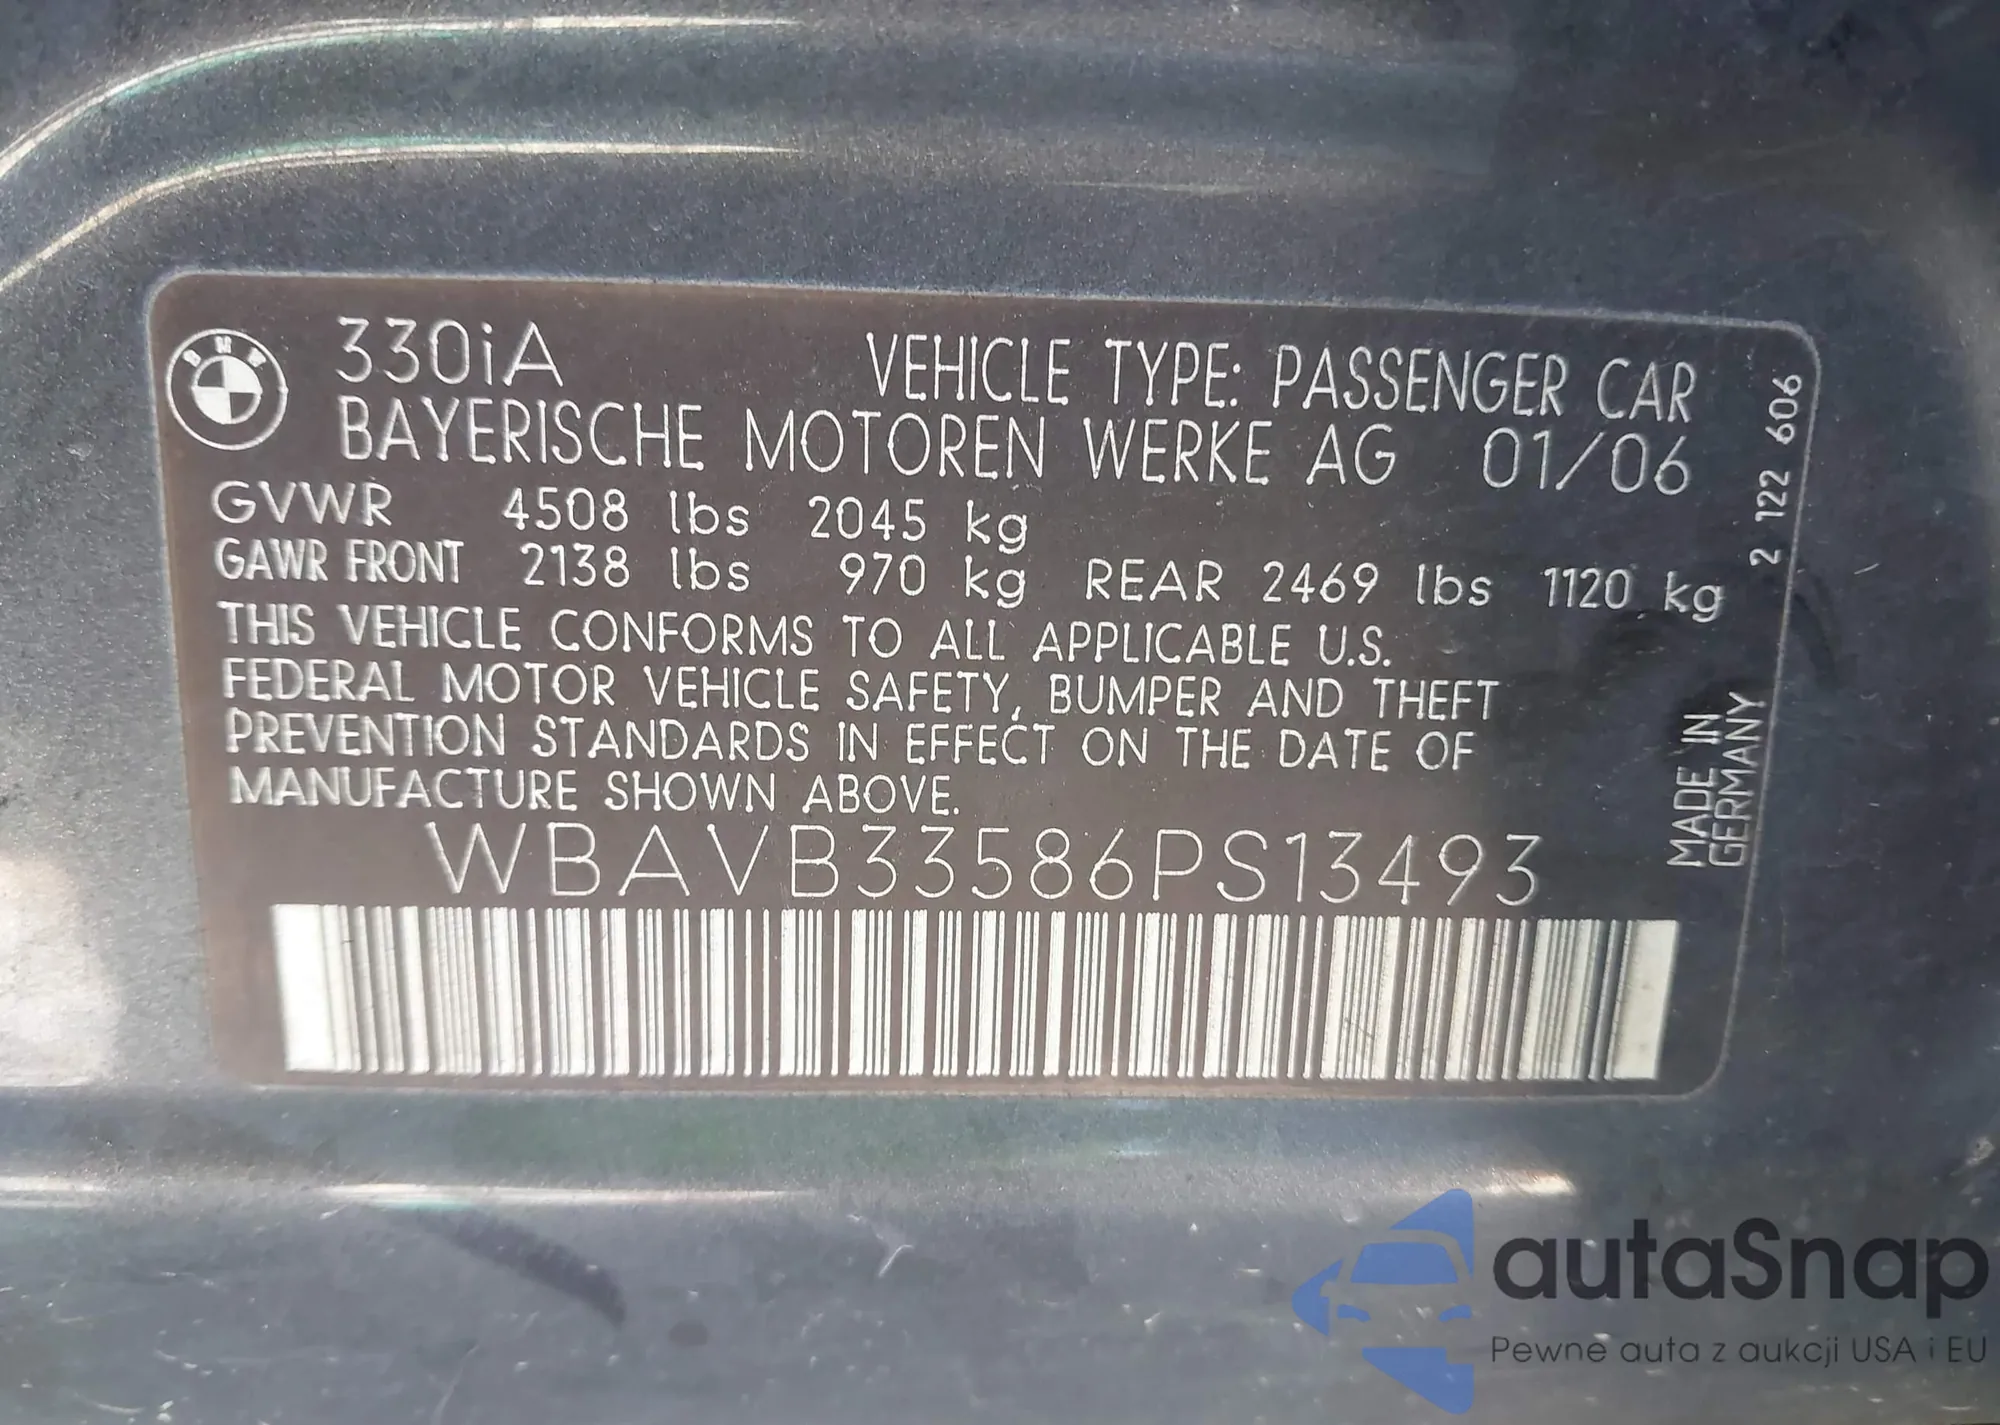 BMW
330iA
VEHICLE TYPE: PASSENGER CAR
BAYERISCHE MOTOREN WERKE AG 01/06
GVWR 4508 lbs 2045 kg
GAWR FRONT 2138 lbs 970 kg REAR 2469 lbs 1120 kg
THIS VEHICLE CONFORMS TO ALL APPLICABLE U.S.
FEDERAL MOTOR VEHICLE SAFETY, BUMPER AND THEFT
PREVENTION STANDARDS IN EFFECT ON THE DATE OF
MANUFACTURE SHOWN ABOVE.
WBAVB33586PS13493
2 122 606
MADE IN
GERMANY
autaSnap
Pewne auta z aukcji USA i EU